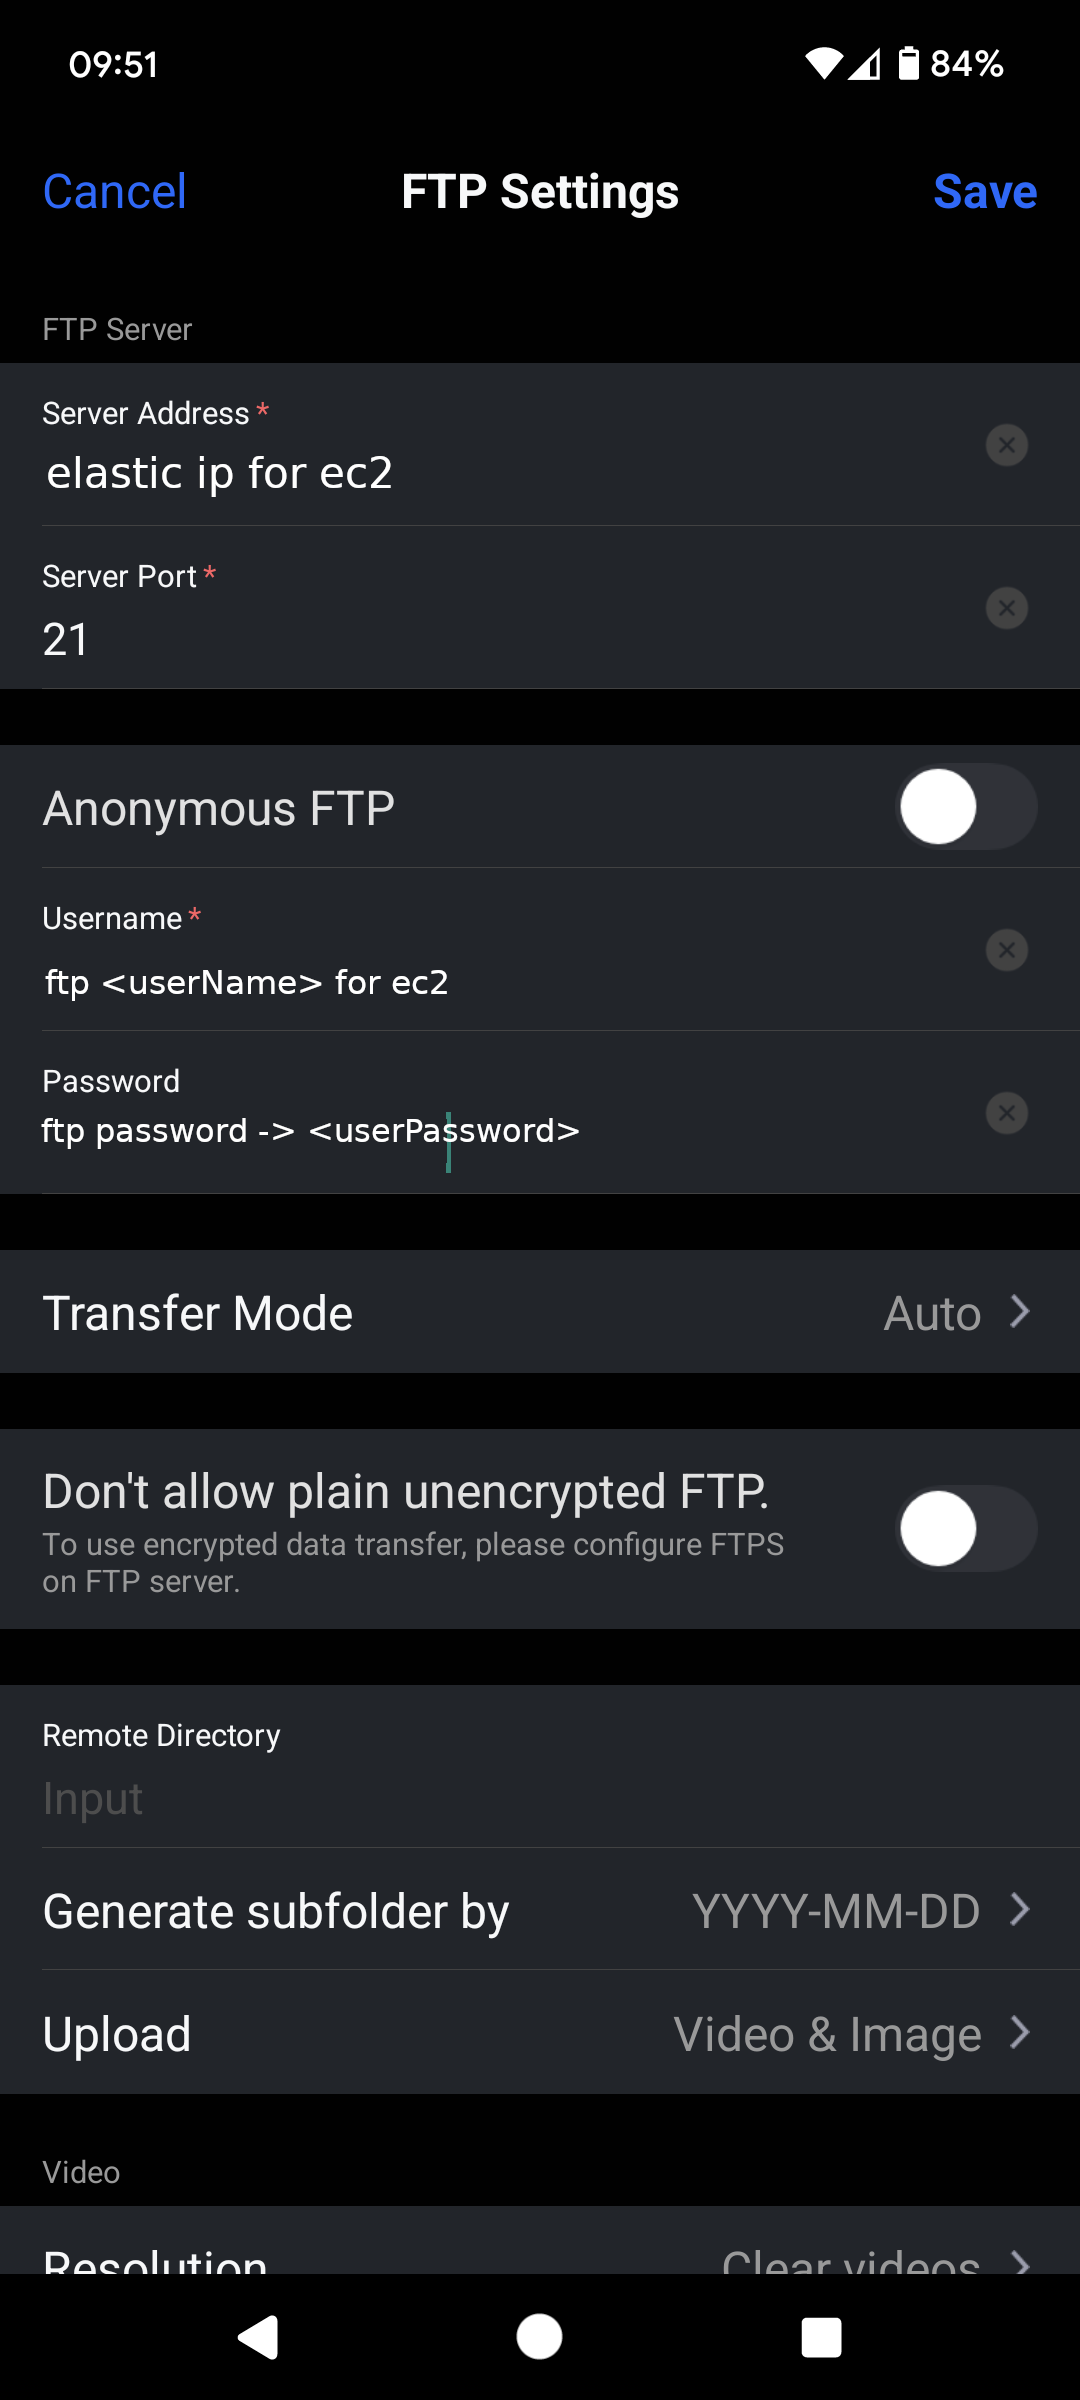 09:51
84%
Cancel
FTP Settings
Save
FTP Server
Server Address *
elastic ip for ec2
Server Port *
21
Anonymous FTP
Username *
ftp <userName> for ec2
Password
ftp password -> <userPassword>
Transfer Mode
Auto
Don't allow plain unencrypted FTP.
To use encrypted data transfer, please configure FTPS
on FTP server.
Remote Directory
Input
Generate subfolder by
YYYY-MM-DD
Upload
Video & Image
Video
Resolution
Clear videos